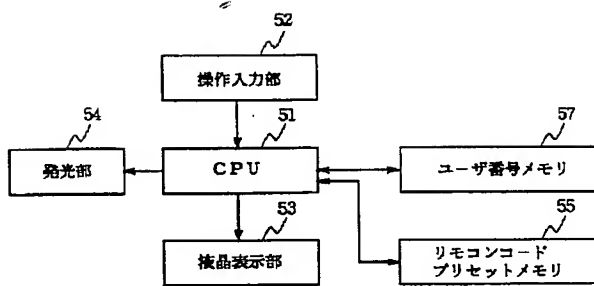 52
操作入力部
54
51
57
発光部
CPU
ユーザ番号メモリ
53
55
液晶表示部
リモコンコード
プリセットメモリ